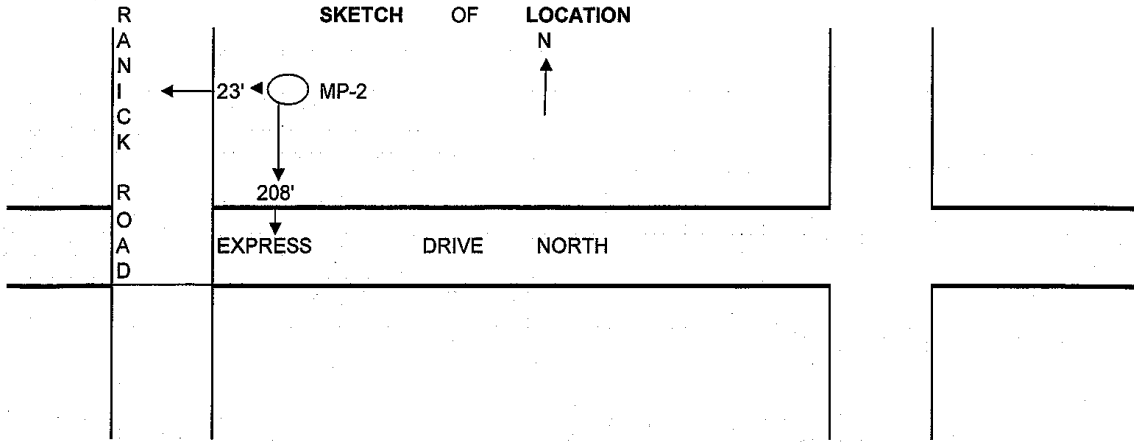 SKETCH OF LOCATION
N
RANICK ROAD
23' MP-2
208'
EXPRESS DRIVE NORTH